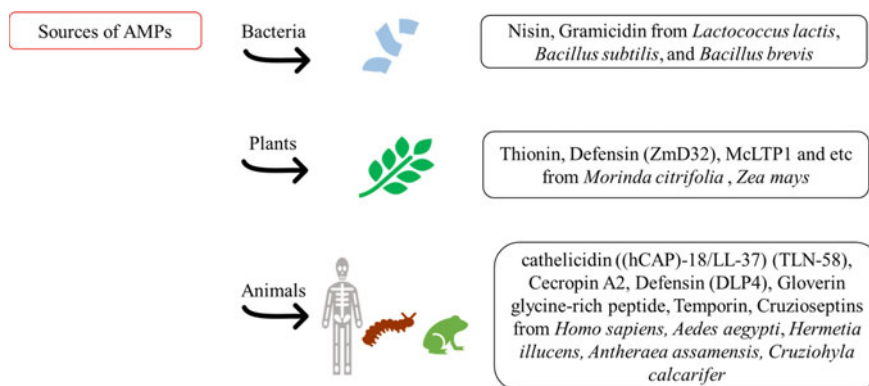 Sources of AMPs
Bacteria
Nisin, Gramicidin from Lactococcus lactis,
Bacillus subtilis, and Bacillus brevis
Plants
Thionin, Defensin (ZmD32), McLTP1 and etc
from Morinda citrifolia , Zea mays
Animals
cathelicidin ((hCAP)-18/LL-37) (TLN-58),
Cecropin A2, Defensin (DLP4), Gloverin
glycine-rich peptide, Temporin, Cruzioseptins
from Homo sapiens, Aedes aegypti, Hermetia
illucens, Antheraea assamensis, Cruziohyla
calcarifer